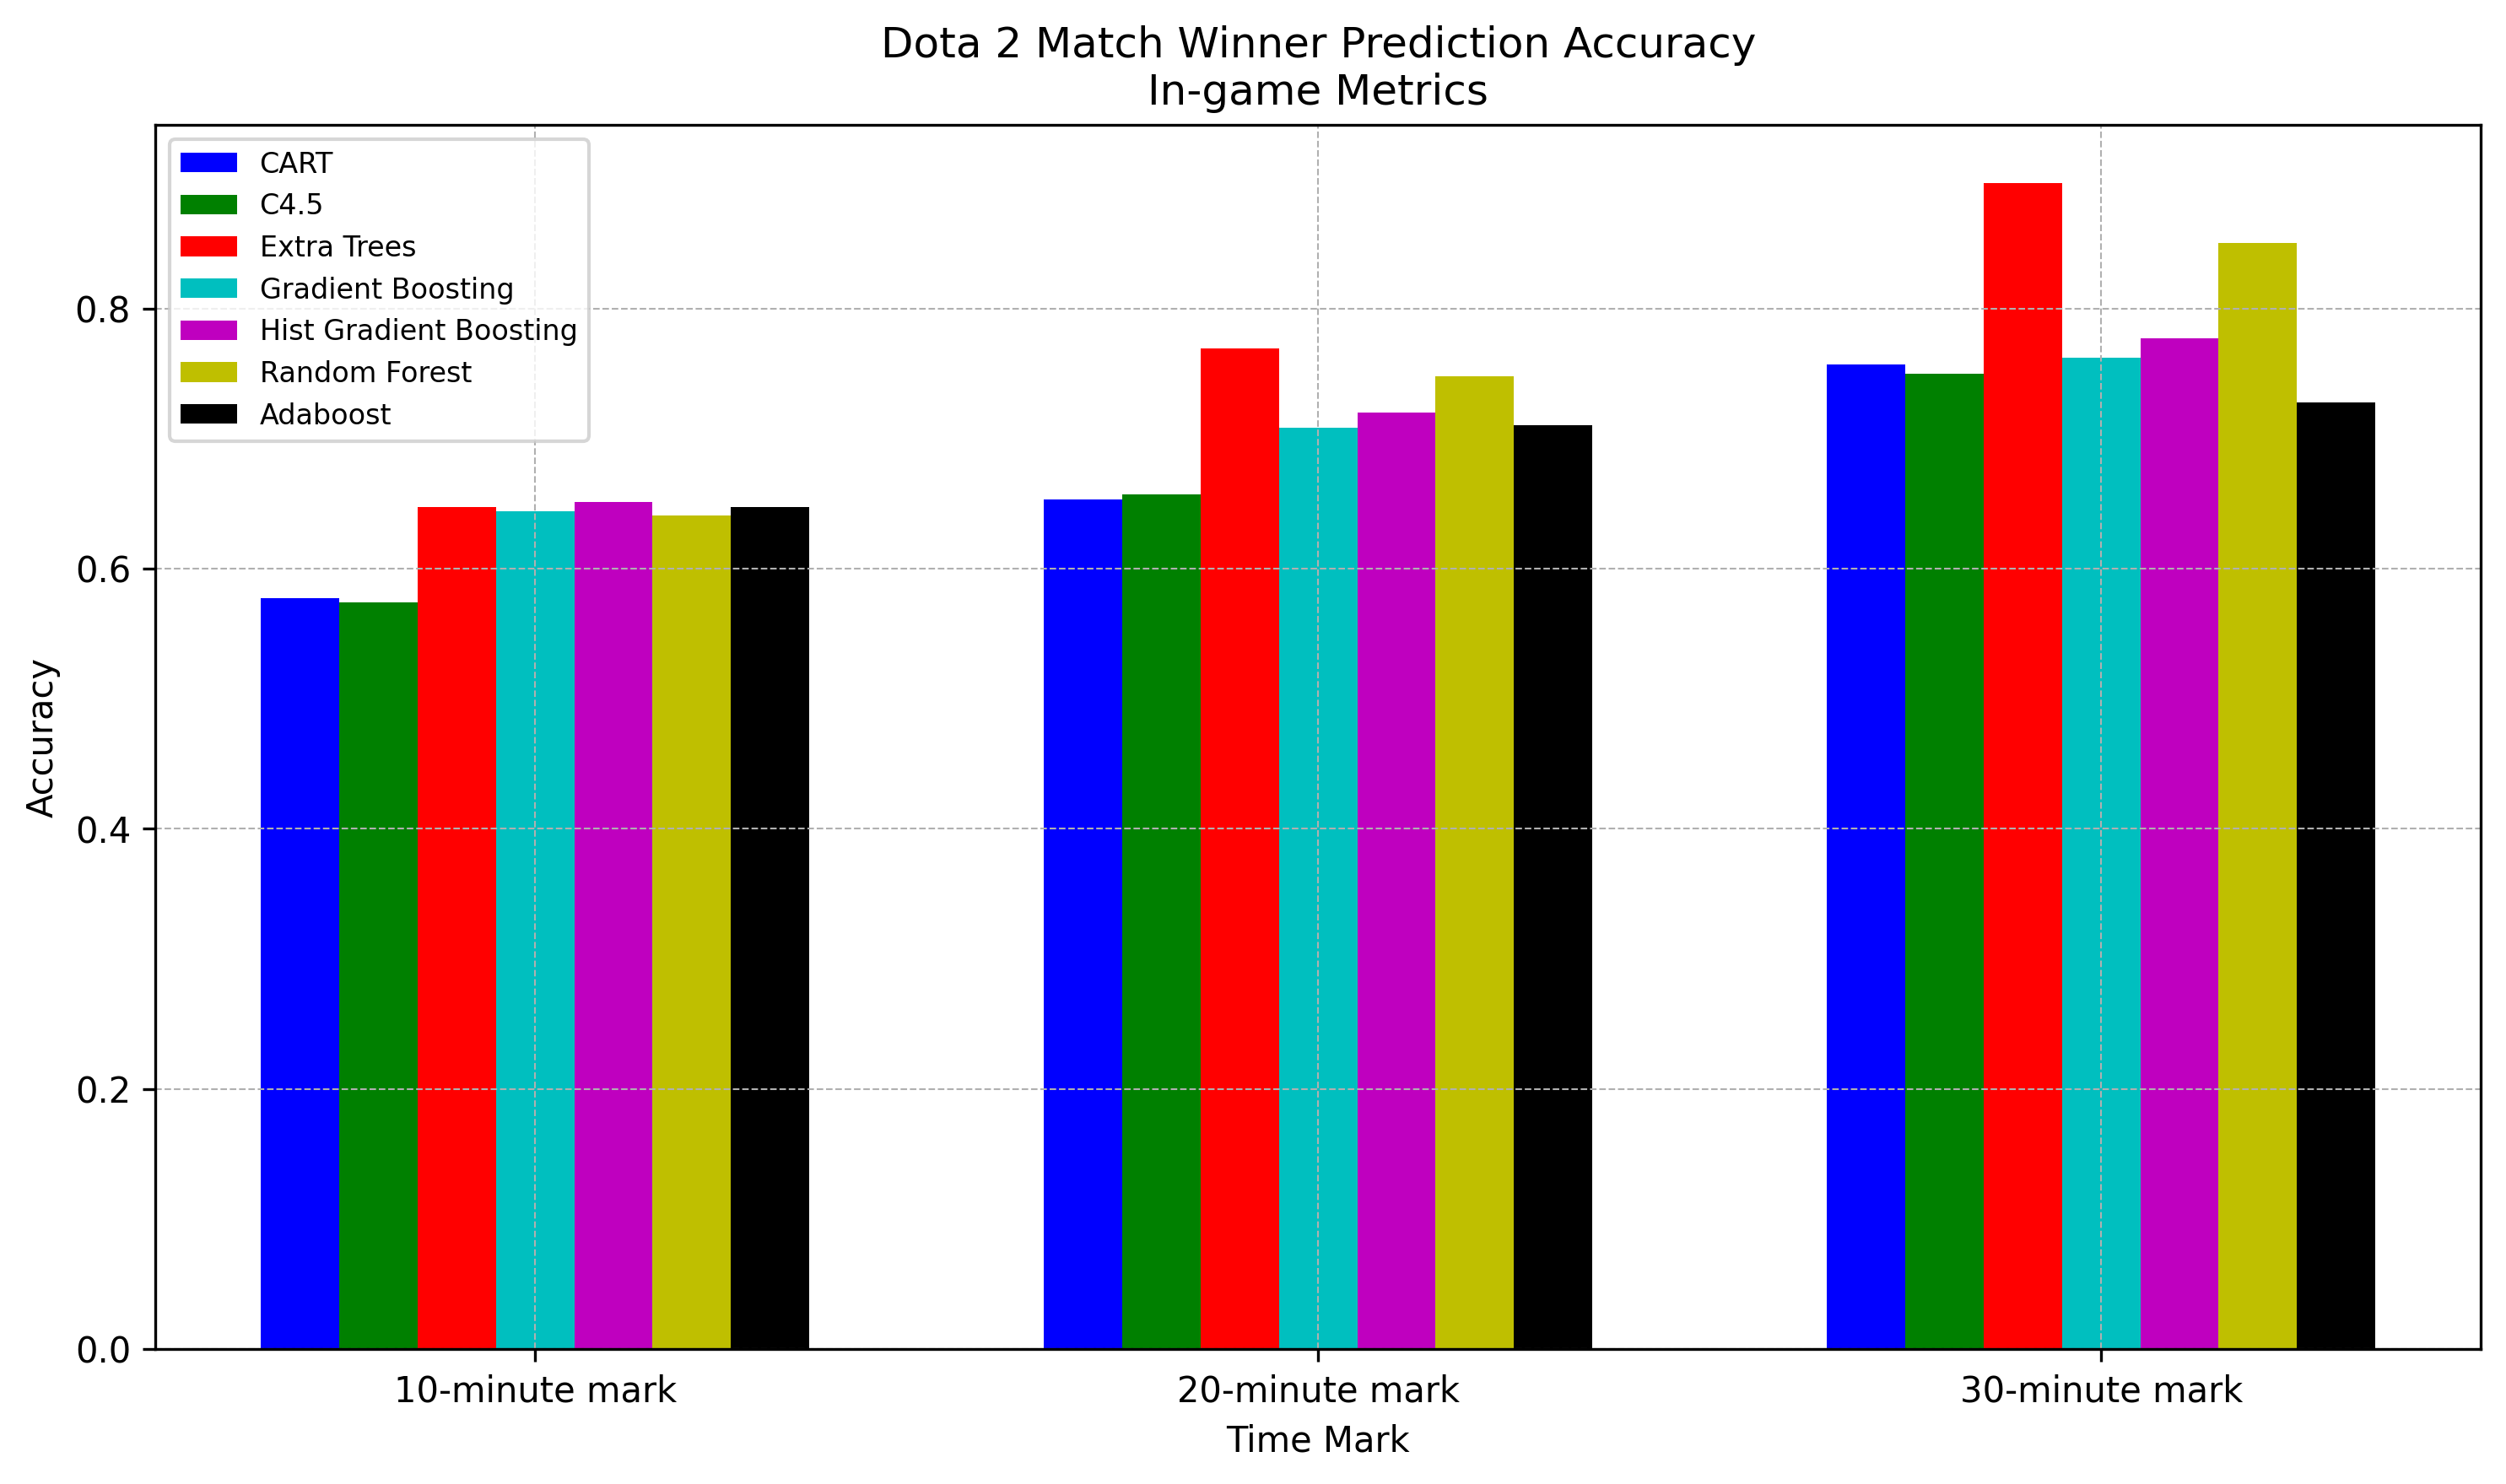 Dota 2 Match Winner Prediction Accuracy
In-game Metrics
CART
C4.5
Extra Trees
Gradient Boosting
Hist Gradient Boosting
Random Forest
Adaboost
0.8
0.6
0.4
0.2
0.0
Accuracy
10-minute mark
20-minute mark
30-minute mark
Time Mark